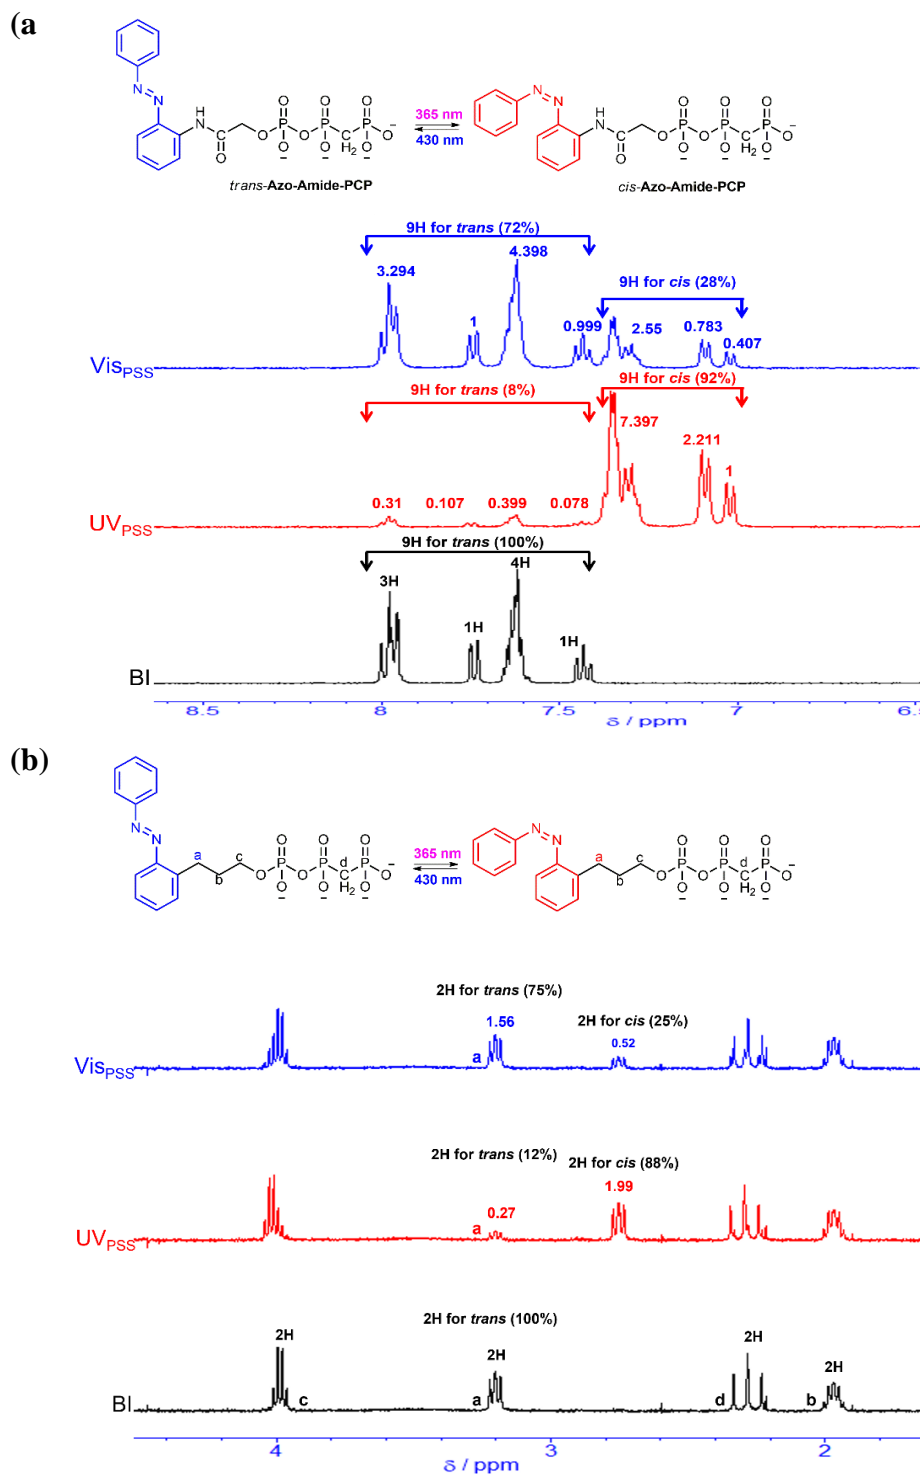 (a
N
N
H
N
O
O
O
P
O
O
P
O
O
C
H2
P
O
O
O
365 nm
430 nm
N
N
H
N
O
O
O
P
O
O
P
O
O
C
H2
P
O
O
O
trans-Azo-Amide-PCP
cis-Azo-Amide-PCP
9H for trans (72%)
4.398
3.294
9H for cis (28%)
1
0.999
2.55
0.783
0.407
VisPSS
9H for trans (8%)
9H for cis (92%)
7.397
2.211
1
0.31
0.107
0.399
0.078
UVPSS
9H for trans (100%)
3H
4H
1H
1H
BI
8.5
8
7.5
7
6.5
δ / ppm
(b)
N
N
a
b
c
O
O
P
O
O
O
P
O
d
C
H2
O
P
O
O
365 nm
430 nm
N
N
a
b
c
O
O
P
O
O
O
P
O
d
C
H2
O
P
O
O
2H for trans (75%)
2H for cis (25%)
1.56
0.52
a
VisPSS
2H for trans (12%)
2H for cis (88%)
1.99
0.27
a
UVPSS
2H for trans (100%)
2H
2H
2H
2H
c
a
d
b
BI
4
3
2
δ / ppm